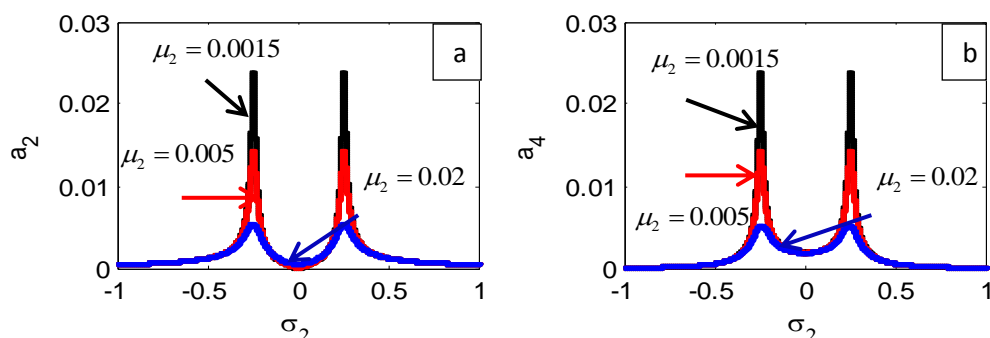 0.03
a
μ₂ = 0.0015
0.02
a₂
μ₂ = 0.005
μ₂ = 0.02
0.01
0
-1 -0.5 0 0.5 1
σ₂
0.03
b
μ₂ = 0.0015
0.02
a₄
μ₂ = 0.02
0.01
μ₂ = 0.005
0
-1 -0.5 0 0.5 1
σ₂